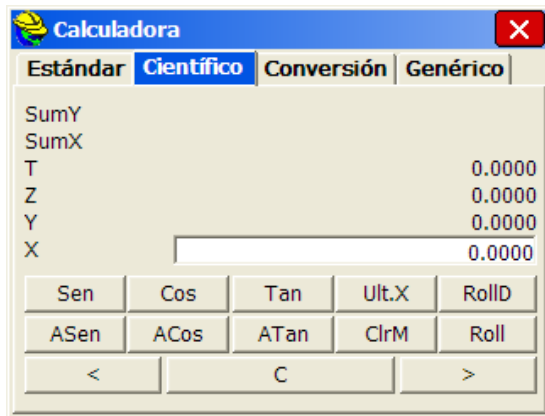 Calculadora
Estándar Científico Conversión Genérico
SumY
SumX
T 0.0000
Z 0.0000
Y 0.0000
X 0.0000
Sen Cos Tan Ult.X RollD
ASen ACos ATan ClrM Roll
< C >